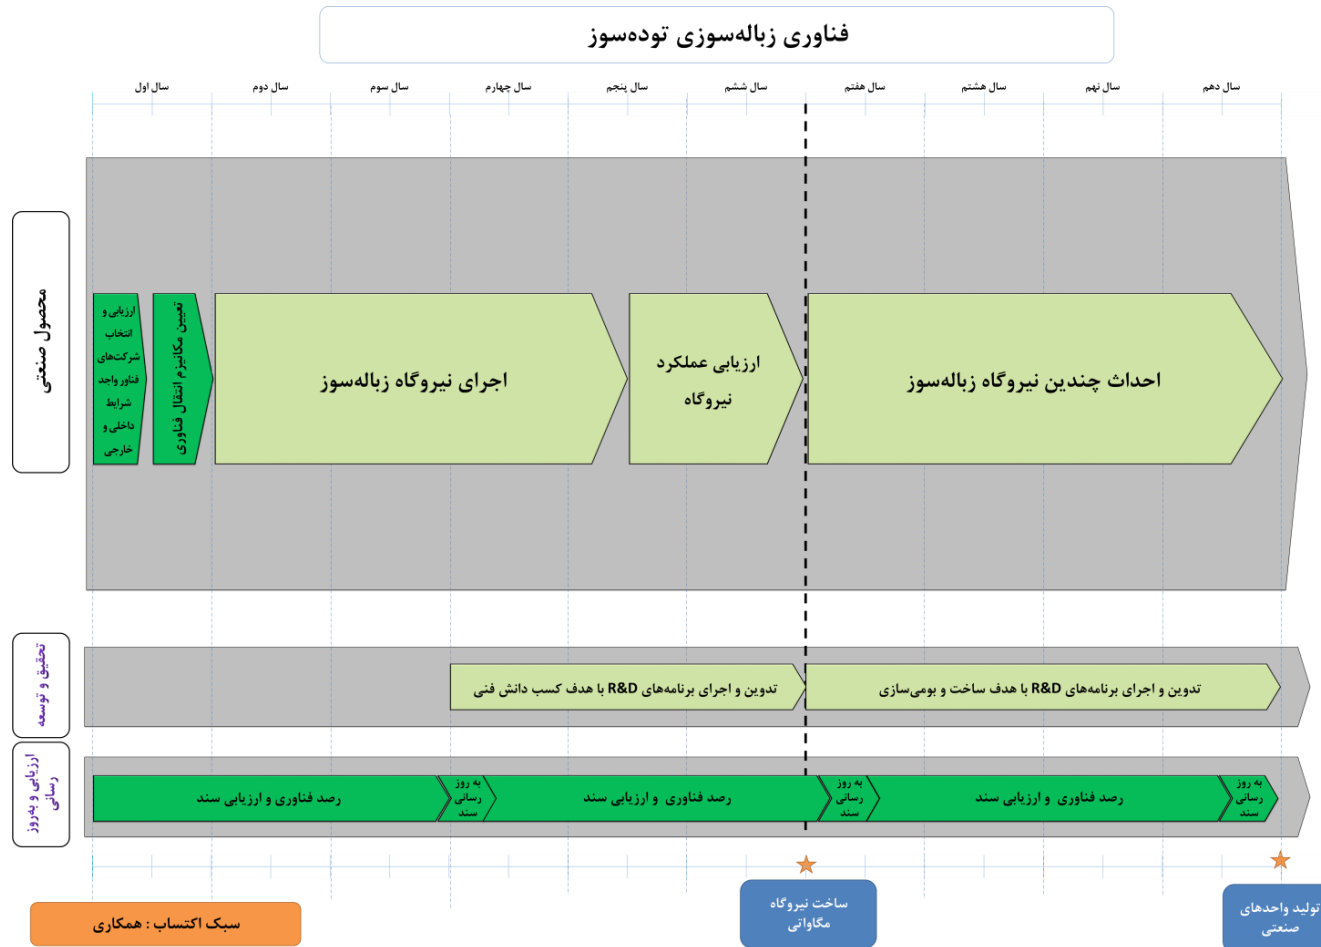 فناوری زباله‌سوزی توده‌سوز
سال اول
سال دوم
سال سوم
سال چهارم
سال پنجم
سال ششم
سال هفتم
سال هشتم
سال نهم
سال دهم
محصول صنعتی
ارزیابی و
انتخاب
شرکت‌های
فناور واجد
شرایط
داخلی و
خارجی
تعیین مکانیزم انتقال فناوری
اجرای نیروگاه زباله‌سوز
ارزیابی عملکرد
نیروگاه
احداث چندین نیروگاه زباله‌سوز
تحقیق و
توسعه
تدوین و اجرای برنامه‌های R&D با هدف کسب دانش فنی
تدوین و اجرای برنامه‌های R&D با هدف ساخت و بومی‌سازی
ارزیابی و به‌روز
رسانی
رصد فناوری و ارزیابی سند
به روز
رسانی
سند
رصد فناوری و ارزیابی سند
به روز
رسانی
سند
رصد فناوری و ارزیابی سند
به روز
رسانی
سند
ساخت نیروگاه
مگاواتی
تولید واحدهای
صنعتی
سبک اکتساب : همکاری